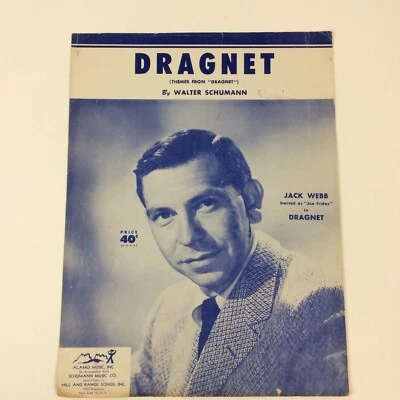 DRAGNET
(THEMES FROM "DRAGNET")
By WALTER SCHUMANN
JACK WEBB
Starred as "Joe Friday"
in
DRAGNET
PRICE
40¢
ALAMO MUSIC, INC.
SCHUMANN MUSIC CO.
HILL AND RANGE SONGS, INC.